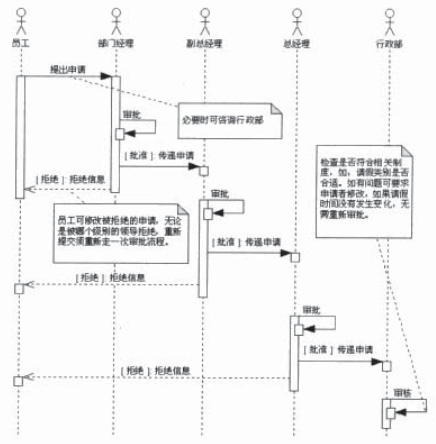 员工 部门经理 副总经理 总经理 行政部
提出申请
审批
必要时可咨询行政部
[批准] 传递申请
[拒绝] 拒绝信息
检查是否符合相关制
度，如，请假类别是否
合适。如有问题可要求
申请者修改，如果请假
时间没有发生变化，无
需重新审批。
审批
员工可修改被拒绝的申请，无论
是被哪个级别的领导拒绝，重新
提交须重新走一次审批流程。
[批准] 传递申请
[拒绝] 拒绝信息
审批
[批准] 传递申请
[拒绝] 拒绝信息
审核